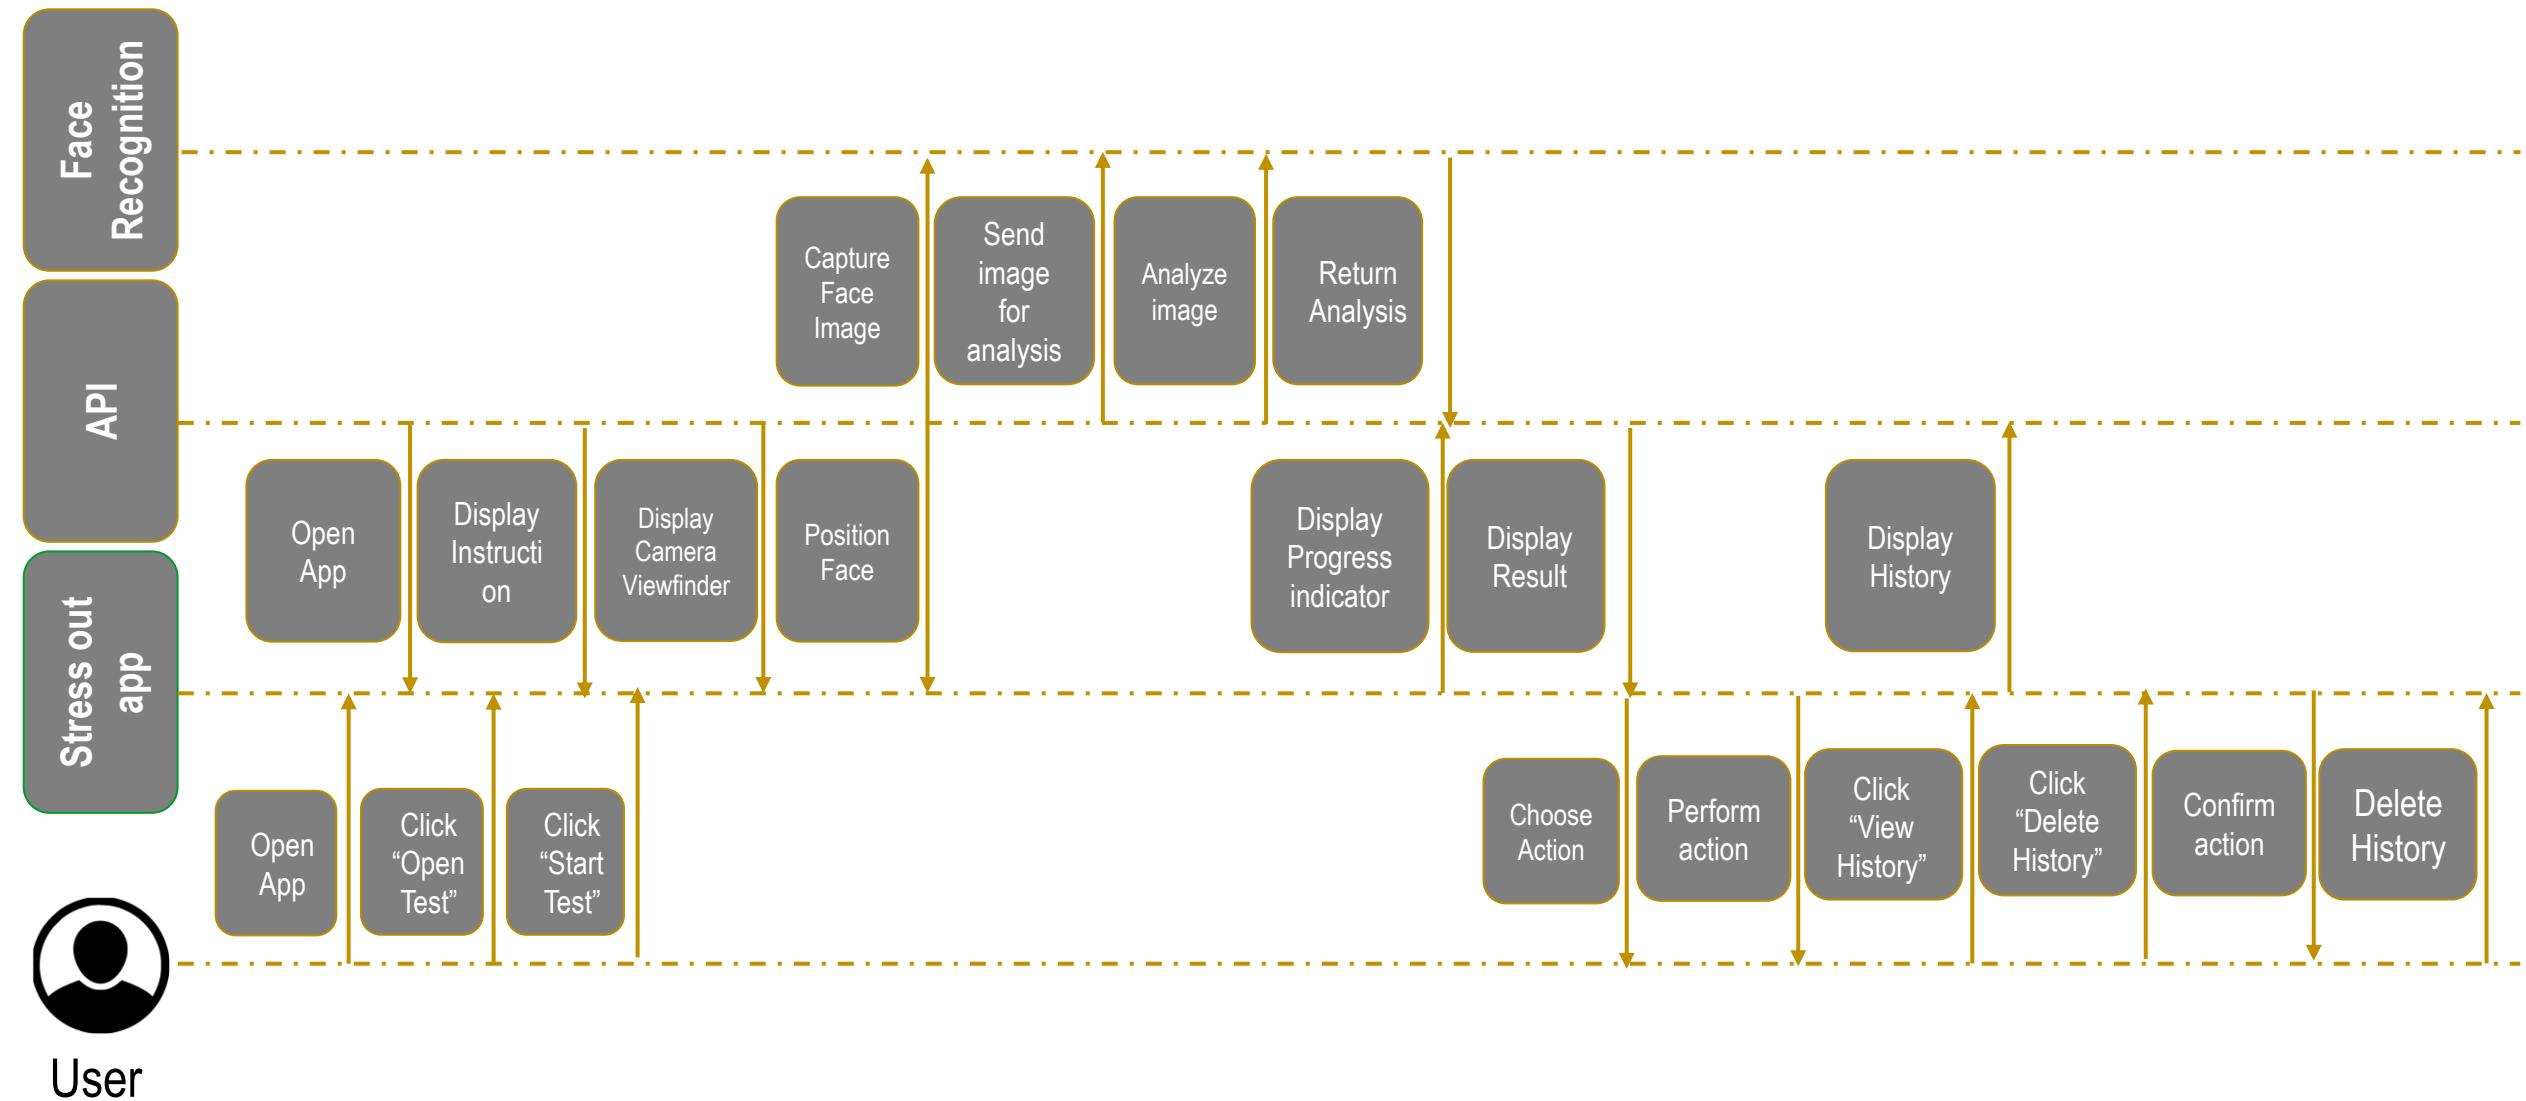 Face
Recognition
Capture
Face
Image
Send
image
for
analysis
Analyze
image
Return
Analysis
API
Open
App
Display
Instructi
on
Display
Camera
Viewfinder
Position
Face
Display
Progress
indicator
Display
Result
Display
History
Stress out
app
Open
App
Click
“Open
Test”
Click
“Start
Test”
Choose
Action
Perform
action
Click
“View
History”
Click
“Delete
History”
Confirm
action
Delete
History
User